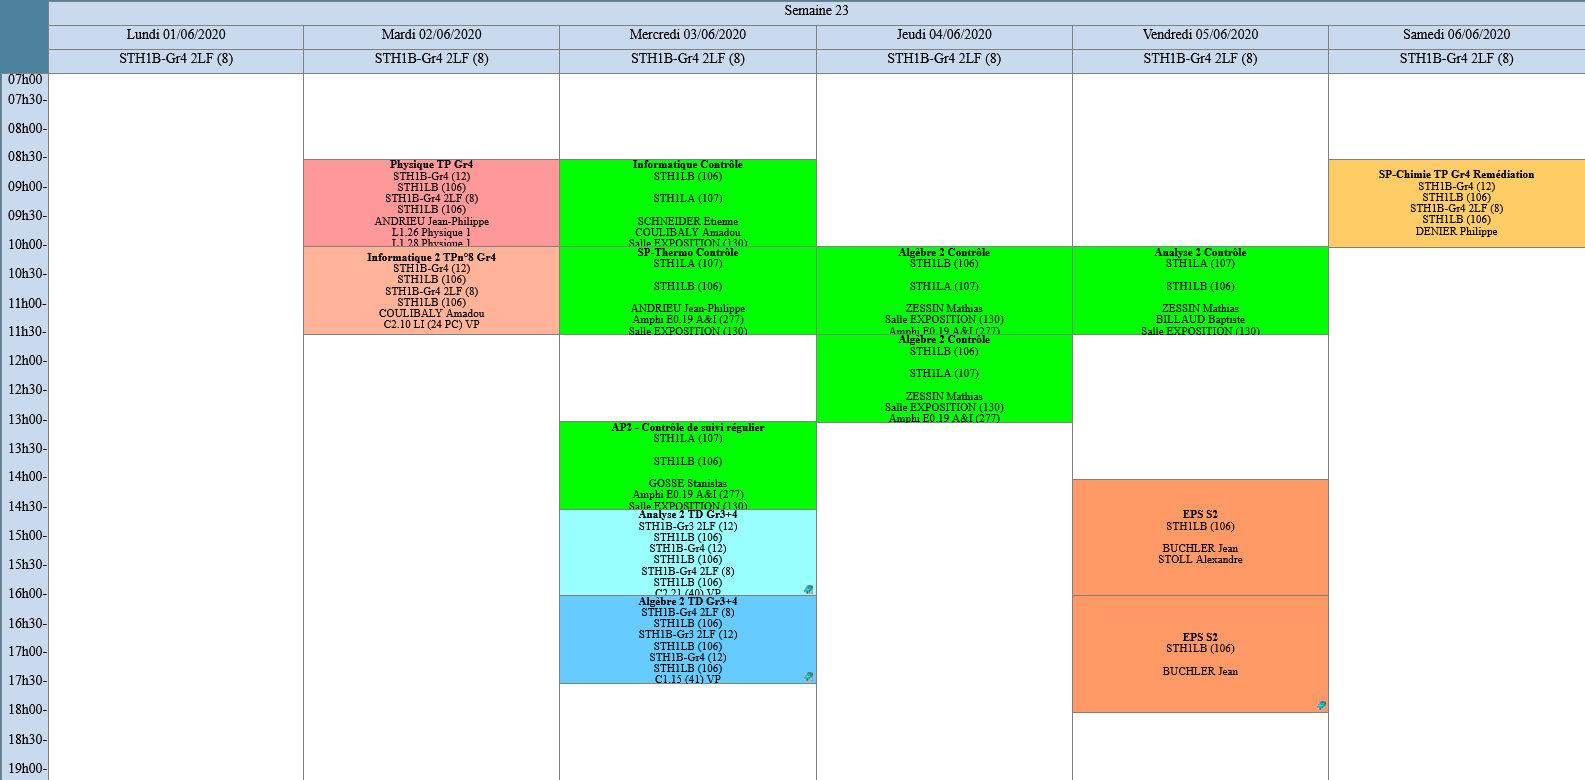 Semaine 23
Lundi 01/06/2020
Mardi 02/06/2020
Mercredi 03/06/2020
Jeudi 04/06/2020
Vendredi 05/06/2020
Samedi 06/06/2020
STH1B-Gr4 2LF (8)
STH1B-Gr4 2LF (8)
STH1B-Gr4 2LF (8)
STH1B-Gr4 2LF (8)
STH1B-Gr4 2LF (8)
STH1B-Gr4 2LF (8)
07h00
07h30-
08h00-
08h30-
09h00-
09h30-
10h00-
10h30-
11h00-
11h30-
12h00-
12h30-
13h00-
13h30-
14h00-
14h30-
15h00-
15h30-
16h00-
16h30-
17h00-
17h30-
18h00-
18h30-
19h00-
Physique TP Gr4
STH1B-Gr4 (12)
STH1LB (106)
STH1B-Gr4 2LF (8)
STH1LB (106)
ANDRIEU Jean-Philippe
L1.26 Physique 1
L1.28 Physique 1
Informatique 2 TPn°8 Gr4
STH1B-Gr4 (12)
STH1LB (106)
STH1B-Gr4 2LF (8)
STH1LB (106)
COULIBALY Amadou
C2.10 LI (24 PC) VP
Informatique Contrôle
STH1LB (106)
STH1LA (107)
SCHNEIDER Etienne
COULIBALY Amadou
Salle EXPOSITION (130)
SP-Thermo Contrôle
STH1LA (107)
STH1LB (106)
ANDRIEU Jean-Philippe
Amphi E0.19 A&I (277)
Salle EXPOSITION (130)
AP2 - Contrôle de suivi régulier
STH1LA (107)
STH1LB (106)
GOSSE Stanislas
Amphi E0.19 A&I (277)
Salle EXPOSITION (130)
Analyse 2 TD Gr3+4
STH1B-Gr3 2LF (12)
STH1LB (106)
STH1B-Gr4 (12)
STH1LB (106)
STH1B-Gr4 2LF (8)
STH1LB (106)
C2.21 (40) VP
Algèbre 2 TD Gr3+4
STH1B-Gr4 2LF (8)
STH1LB (106)
STH1B-Gr3 2LF (12)
STH1LB (106)
STH1B-Gr4 (12)
STH1LB (106)
C1.15 (41) VP
Algèbre 2 Contrôle
STH1LB (106)
STH1LA (107)
ZESSIN Mathias
Salle EXPOSITION (130)
Amphi E0.19 A&I (277)
Algèbre 2 Contrôle
STH1LB (106)
STH1LA (107)
ZESSIN Mathias
Salle EXPOSITION (130)
Amphi E0.19 A&I (277)
Analyse 2 Contrôle
STH1LA (107)
STH1LB (106)
ZESSIN Mathias
BILLAUD Baptiste
Salle EXPOSITION (130)
EPS S2
STH1LB (106)
BUCHLER Jean
STOLL Alexandre
EPS S2
STH1LB (106)
BUCHLER Jean
SP-Chimie TP Gr4 Remédiation
STH1B-Gr4 (12)
STH1LB (106)
STH1B-Gr4 2LF (8)
STH1LB (106)
DENIER Philippe